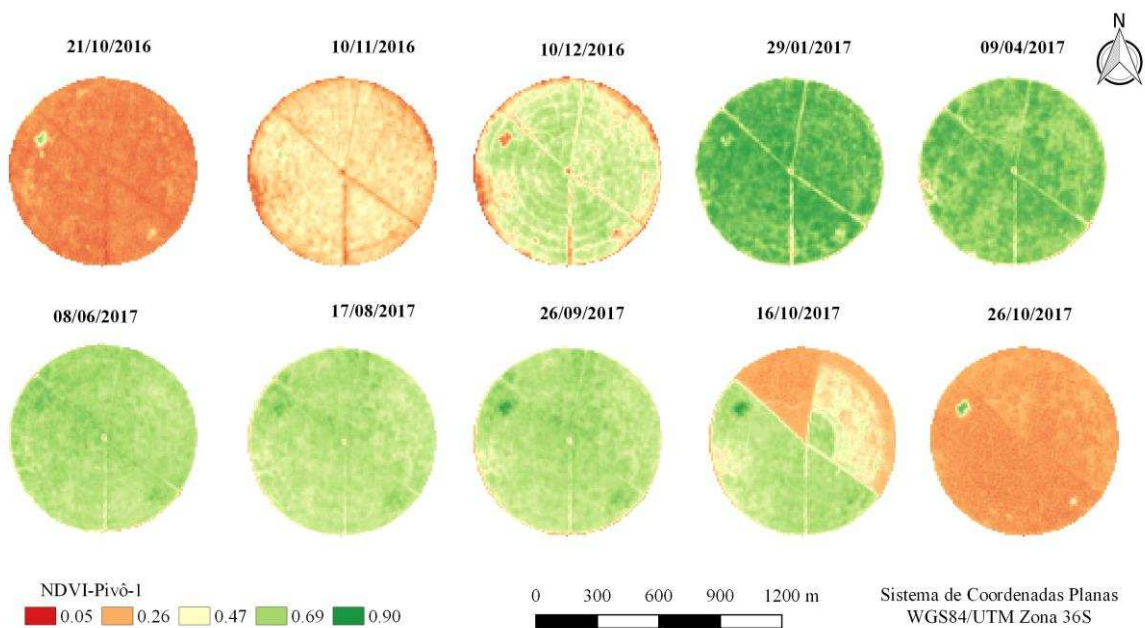 N
21/10/2016 10/11/2016 10/12/2016 29/01/2017 09/04/2017
08/06/2017 17/08/2017 26/09/2017 16/10/2017 26/10/2017
NDVI-Pivô-1
0.05 0.26 0.47 0.69 0.90
0 300 600 900 1200 m
Sistema de Coordenadas Planas
WGS84/UTM Zona 36S